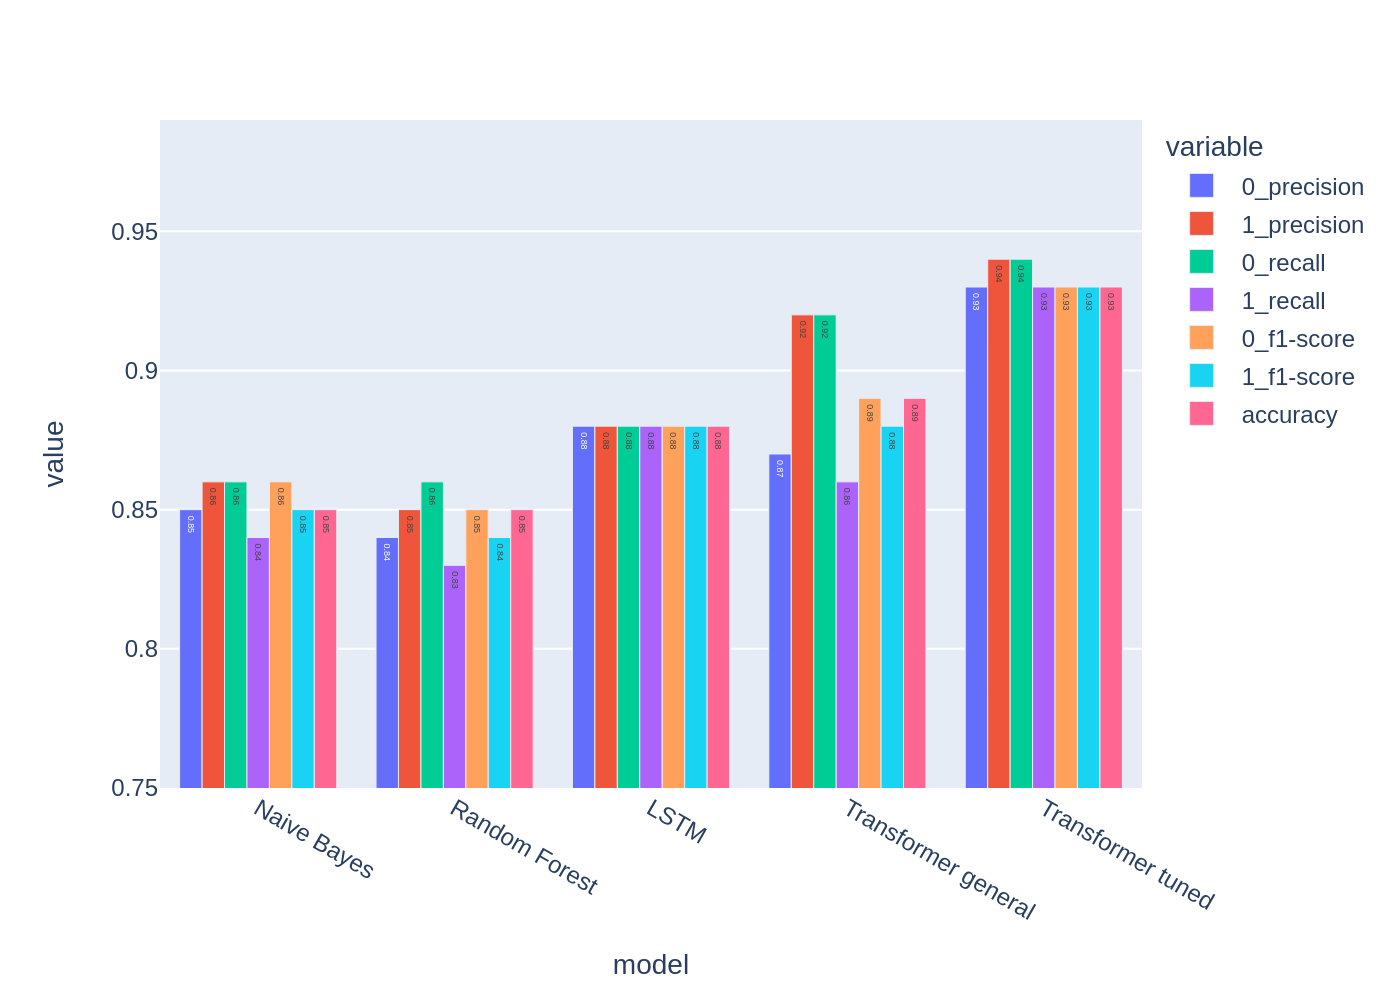 variable
0_precision
1_precision
0_recall
1_recall
0_f1-score
1_f1-score
accuracy
value
0.95
0.9
0.85
0.8
0.75
0.85
0.86
0.86
0.84
0.86
0.85
0.85
0.84
0.85
0.86
0.83
0.85
0.84
0.85
0.88
0.88
0.88
0.88
0.88
0.88
0.88
0.87
0.92
0.92
0.86
0.89
0.88
0.89
0.93
0.94
0.94
0.93
0.93
0.93
0.93
Naive Bayes
Random Forest
LSTM
Transformer general
Transformer tuned
model